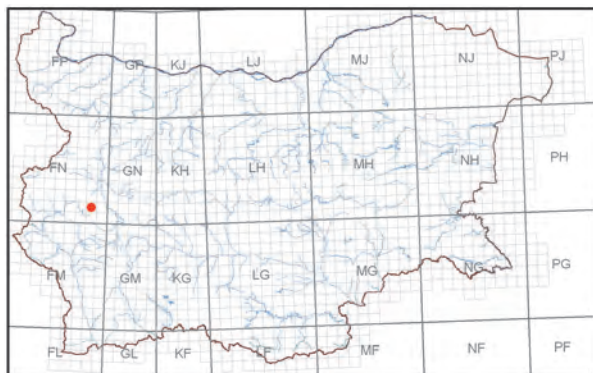 FP GP KJ LJ MJ NJ PJ
FN GN KH LH MH NH PH
FM GM KG LG MG NG PG
FL GL KF LF MF NF PF